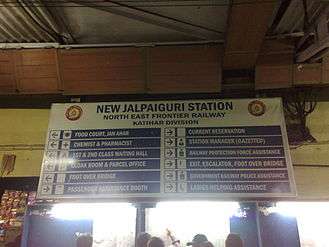 NEW JALPAIGURI STATION
NORTH EAST FRONTIER RAILWAY
KATIHAR DIVISION
FOOD COURT, JAN AHAR
CHEMIST & PHARMACIST
1ST & 2ND CLASS WAITING HALL
CLOAK ROOM & PARCEL OFFICE
FOOT OVER BRIDGE
PASSENGER ASSISTANCE BOOTH
CURRENT RESERVATION
STATION MANAGER (GAZETTED)
RAILWAY PROTECTION FORCE ASSISTANCE
EXIT, ESCALATOR, FOOT OVER BRIDGE
GOVERNMENT RAILWAY POLICE ASSISTANCE
LADIES HELPING ASSISTANCE